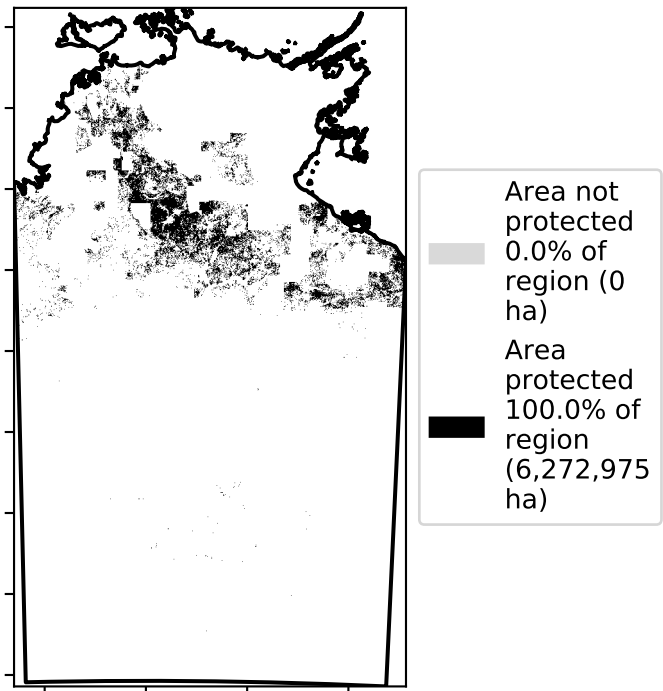 Area not
protected
0.0% of
region (0
ha)
Area
protected
100.0% of
region
(6,272,975
ha)